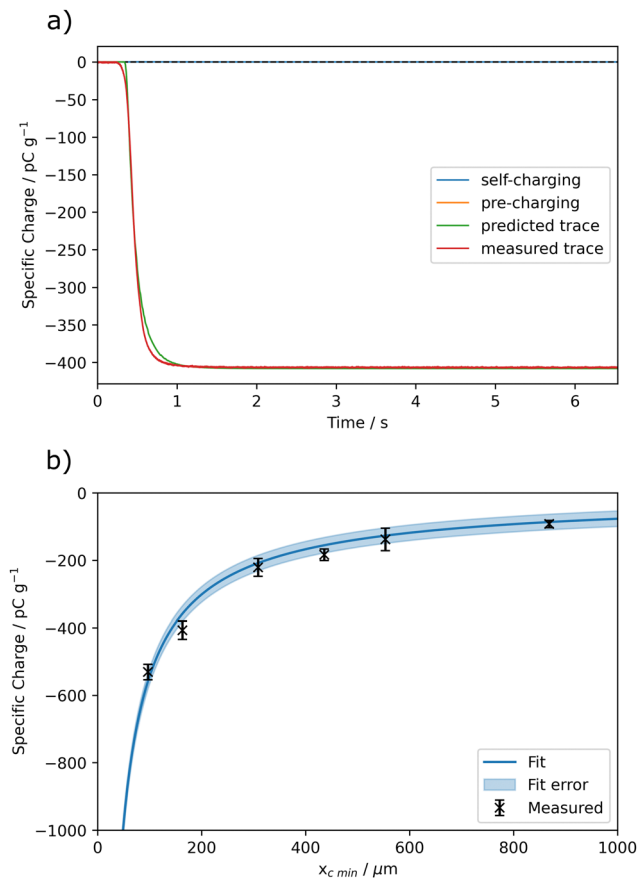 a)
0
−50
−100
−150
−200
−250
−300
−350
−400
Specific Charge / pC g⁻¹
self-charging
pre-charging
predicted trace
measured trace
0 1 2 3 4 5 6
Time / s
b)
0
−200
−400
−600
−800
−1000
Specific Charge / pC g⁻¹
Fit
Fit error
Measured
0 200 400 600 800 1000
x_c min / μm